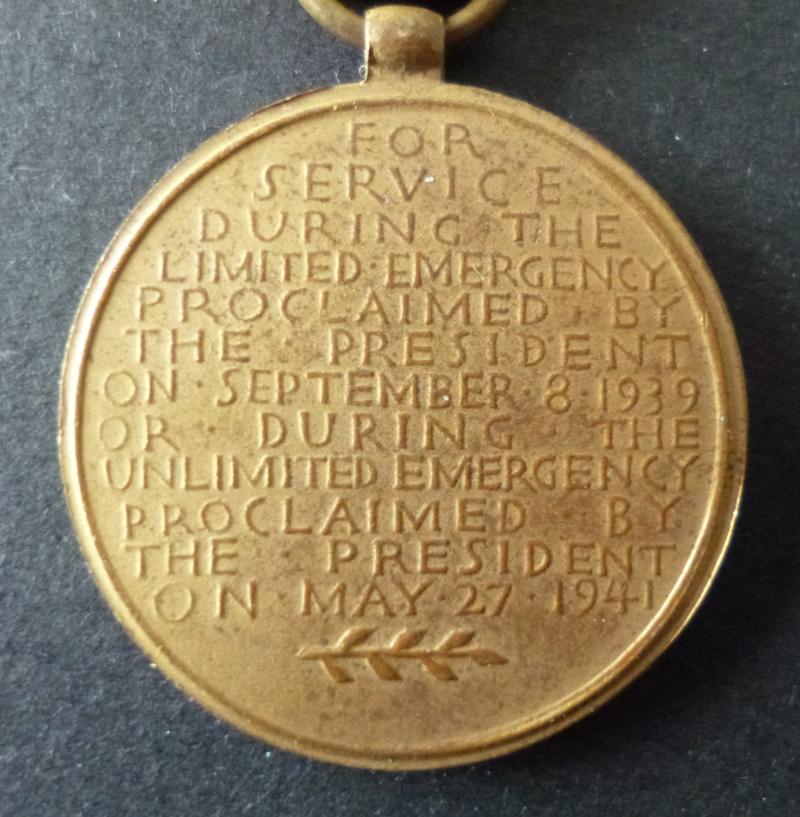 FOR
SERVICE
DURING THE
LIMITED·EMERGENCY
PROCLAIMED · BY
THE · PRESIDENT
ON · SEPTEMBER · 8 · 1939
OR · DURING · THE
UNLIMITED EMERGENCY
PROCLAIMED · BY
THE · PRESIDENT
ON · MAY · 27 · 1941